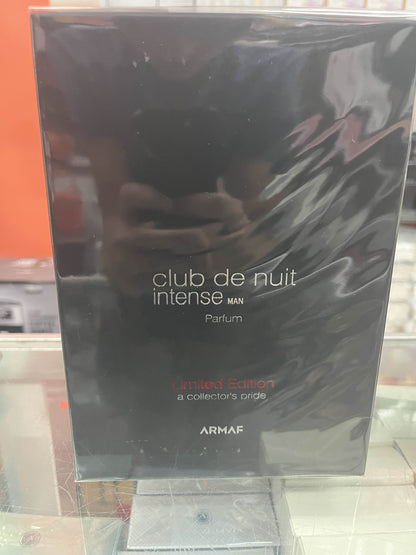 club de nuit
intense MAN
Parfum
Limited Edition
a collector's pride
ARMAF